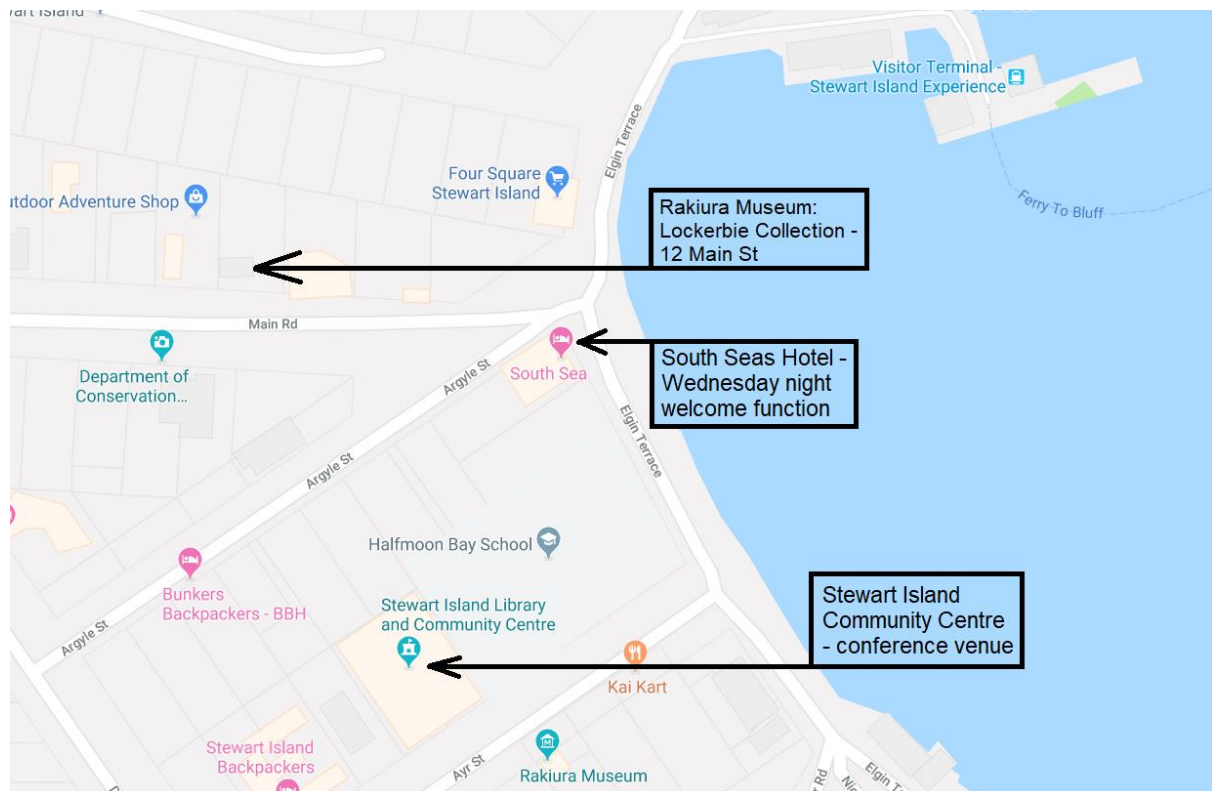 Stewart Island
Visitor Terminal -
Stewart Island Experience
Elgin Terrace
Four Square
Stewart Island
Ferry To Bluff
Outdoor Adventure Shop
Rakiura Museum:
Lockerbie Collection -
12 Main St
Main Rd
Department of
Conservation...
South Sea
South Seas Hotel -
Wednesday night
welcome function
Argyle St
Elgin Terrace
Argyle St
Halfmoon Bay School
Bunkers
Backpackers - BBH
Stewart Island Library
and Community Centre
Stewart Island
Community Centre
- conference venue
Argyle St
Kai Kart
Stewart Island
Backpackers
Ayr St
Rakiura Museum